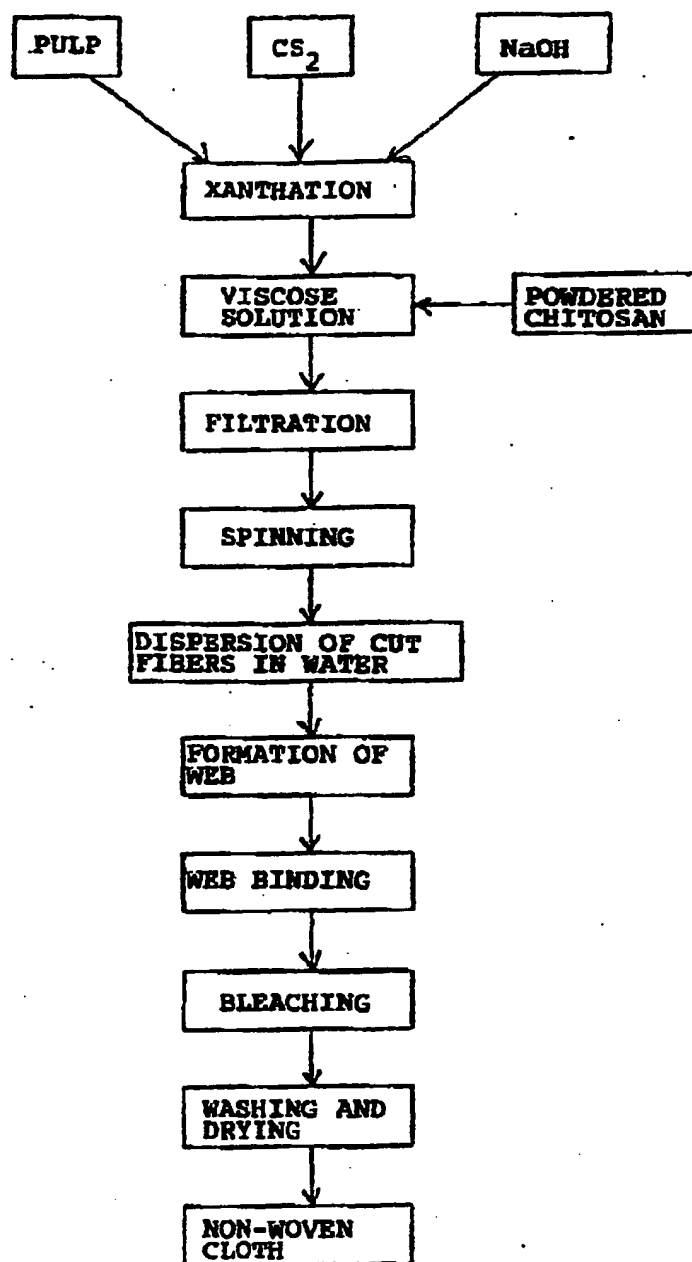 PULP
CS2
NaOH
XANTHATION
VISCOSE
SOLUTION
POWDERED
CHITOSAN
FILTRATION
SPINNING
DISPERSION OF CUT
FIBERS IN WATER
FORMATION OF
WEB
WEB BINDING
BLEACHING
WASHING AND
DRYING
NON-WOVEN
CLOTH